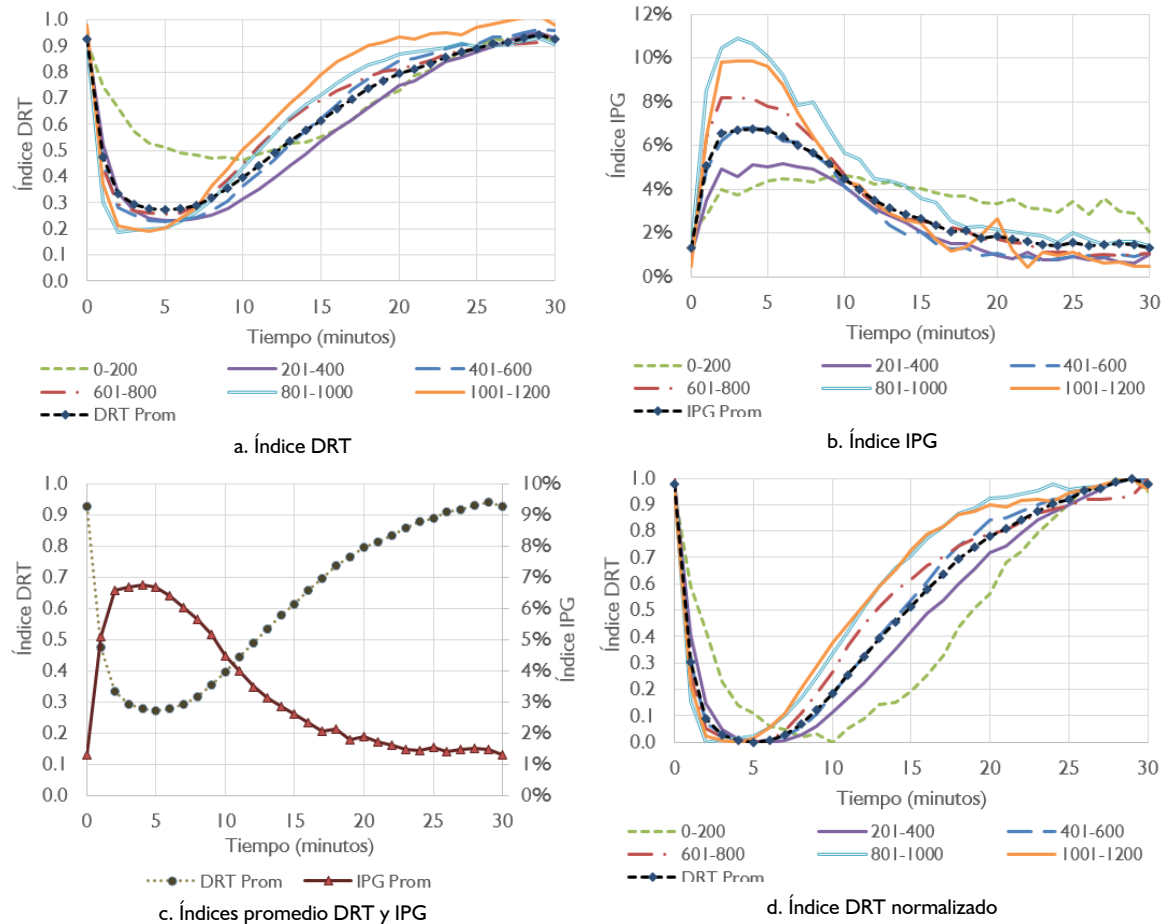 Índice DRT
1.0
0.9
0.8
0.7
0.6
0.5
0.4
0.3
0.2
0.1
0.0
0 5 10 15 20 25 30
Tiempo (minutos)
0-200 201-400 401-600
601-800 801-1000 1001-1200
DRT Prom
a. Índice DRT
Índice IPG
12%
10%
8%
6%
4%
2%
0%
0 5 10 15 20 25 30
Tiempo (minutos)
0-200 201-400 401-600
601-800 801-1000 1001-1200
IPG Prom
b. Índice IPG
Índice DRT
1.0
0.9
0.8
0.7
0.6
0.5
0.4
0.3
0.2
0.1
0.0
10%
9%
8%
7%
6%
5%
4%
3%
2%
1%
0%
Índice IPG
0 5 10 15 20 25 30
Tiempo (minutos)
DRT Prom IPG Prom
c. Índices promedio DRT y IPG
Índice DRT
1.0
0.9
0.8
0.7
0.6
0.5
0.4
0.3
0.2
0.1
0.0
0 5 10 15 20 25 30
Tiempo (minutos)
0-200 201-400 401-600
601-800 801-1000 1001-1200
DRT Prom
d. Índice DRT normalizado